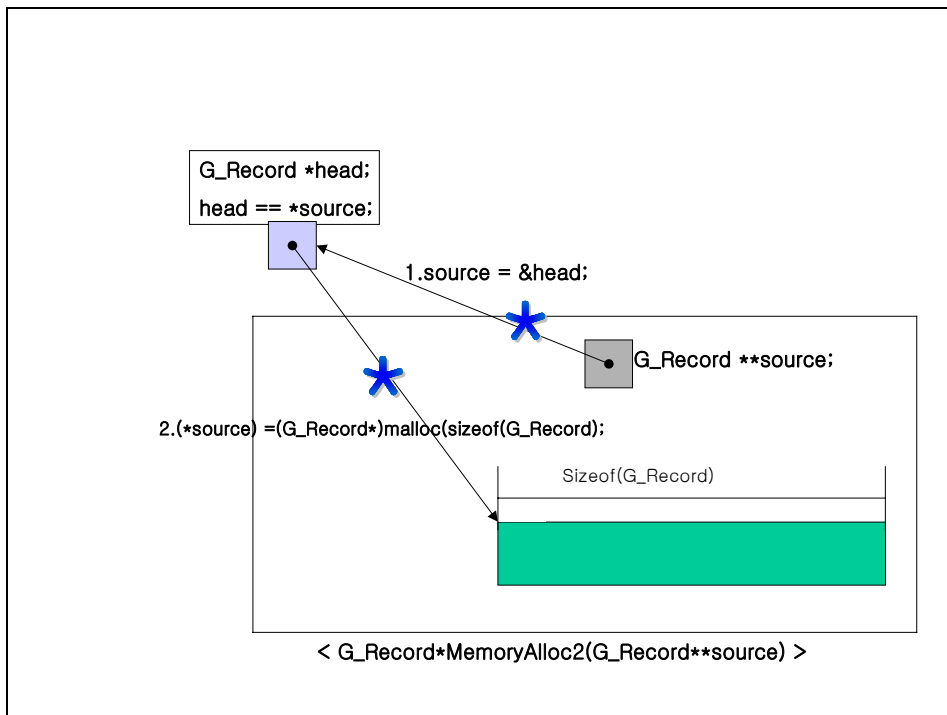 G_Record *head;
head == *source;
1.source = &head;
G_Record **source;
2.(*source) =(G_Record*)malloc(sizeof(G_Record);
Sizeof(G_Record)
< G_Record*MemoryAlloc2(G_Record**source) >